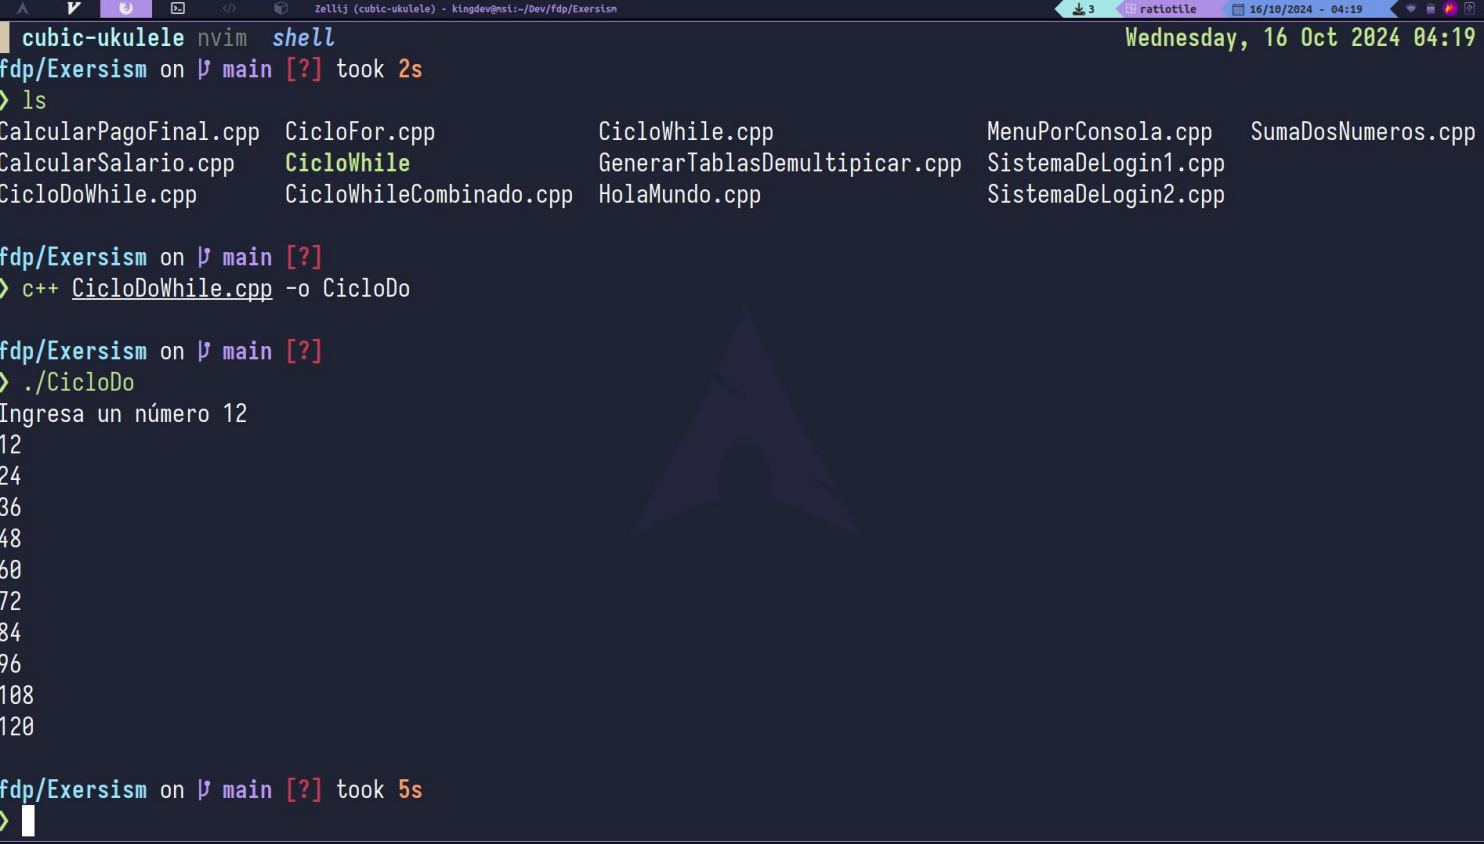 Zellij (cubic-ukulele) - kingdev@msi:~/Dev/fdp/Exersism 3 ratiotile 16/10/2024 - 04:19
cubic-ukulele nvim shell Wednesday, 16 Oct 2024 04:19
fdp/Exersism on main [?] took 2s
❯ ls
CalcularPagoFinal.cpp CicloFor.cpp CicloWhile.cpp MenuPorConsola.cpp SumaDosNumeros.cpp
CalcularSalario.cpp CicloWhile GenerarTablasDemultipicar.cpp SistemaDeLogin1.cpp
CicloDoWhile.cpp CicloWhileCombinado.cpp HolaMundo.cpp SistemaDeLogin2.cpp
fdp/Exersism on main [?]
❯ c++ CicloDoWhile.cpp -o CicloDo
fdp/Exersism on main [?]
❯ ./CicloDo
Ingresa un número 12
12
24
36
48
60
72
84
96
108
120
fdp/Exersism on main [?] took 5s
❯